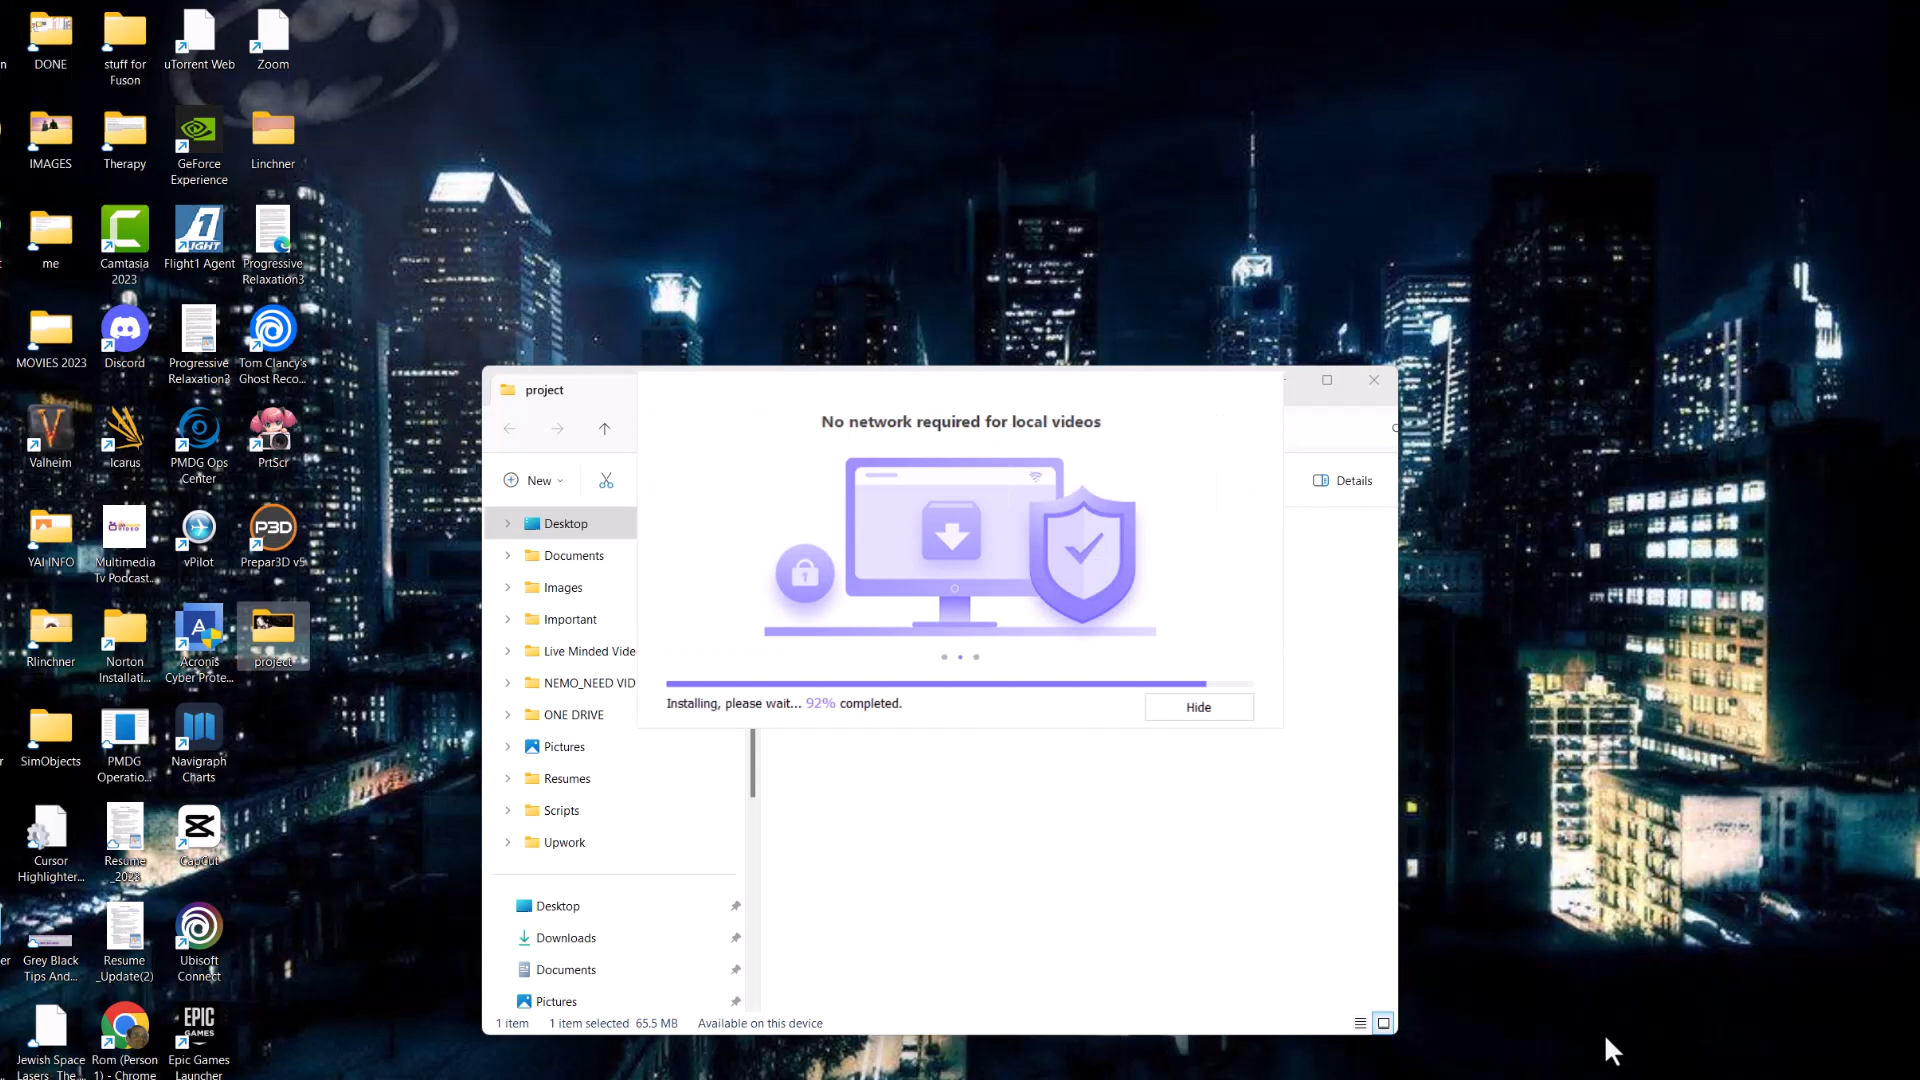 DONE
stuff for
Fuson
uTorrent Web
Zoom
IMAGES
Therapy
GeForce
Experience
Linchner
me
Camtasia
2023
Flight1 Agent
Progressive
Relaxation3
MOVIES 2023
Discord
Progressive
Relaxation3
Tom Clancy's
Ghost Reco...
Valheim
Icarus
PMDG Ops
Center
PrtScr
YAI INFO
Multimedia
Tv Podcast...
vPilot
P3D
Prepar3D v5
Rlinchner
Norton
Installati...
Acronis
Cyber Prote...
project
SimObjects
PMDG
Operatio...
Navigraph
Charts
Cursor
Highlighter...
Resume
_2023
CapCut
Grey Black
Tips And...
Resume
_Update(2)
Ubisoft
Connect
Jewish Space
Lasers_The...
Rom (Person
1) - Chrome
EPIC
GAMES
Epic Games
Launcher
project
New
Details
Desktop
Documents
Images
Important
Live Minded Vide
NEMO_NEED VID
ONE DRIVE
Pictures
Resumes
Scripts
Upwork
Desktop
Downloads
Documents
Pictures
1 item 1 item selected 65.5 MB Available on this device
No network required for local videos
Installing, please wait... 92% completed.
Hide